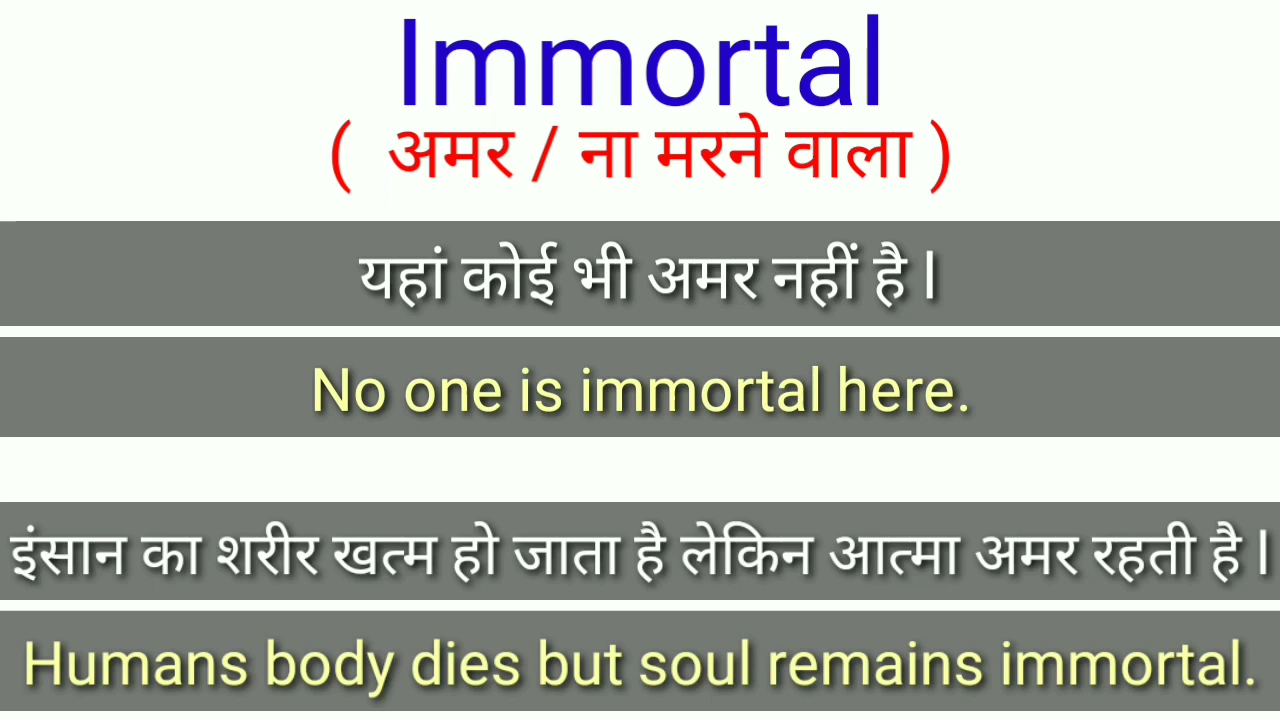 Immortal
( अमर / ना मरने वाला )
यहां कोई भी अमर नहीं है l
No one is immortal here.
इंसान का शरीर खत्म हो जाता है लेकिन आत्मा अमर रहती है l
Humans body dies but soul remains immortal.